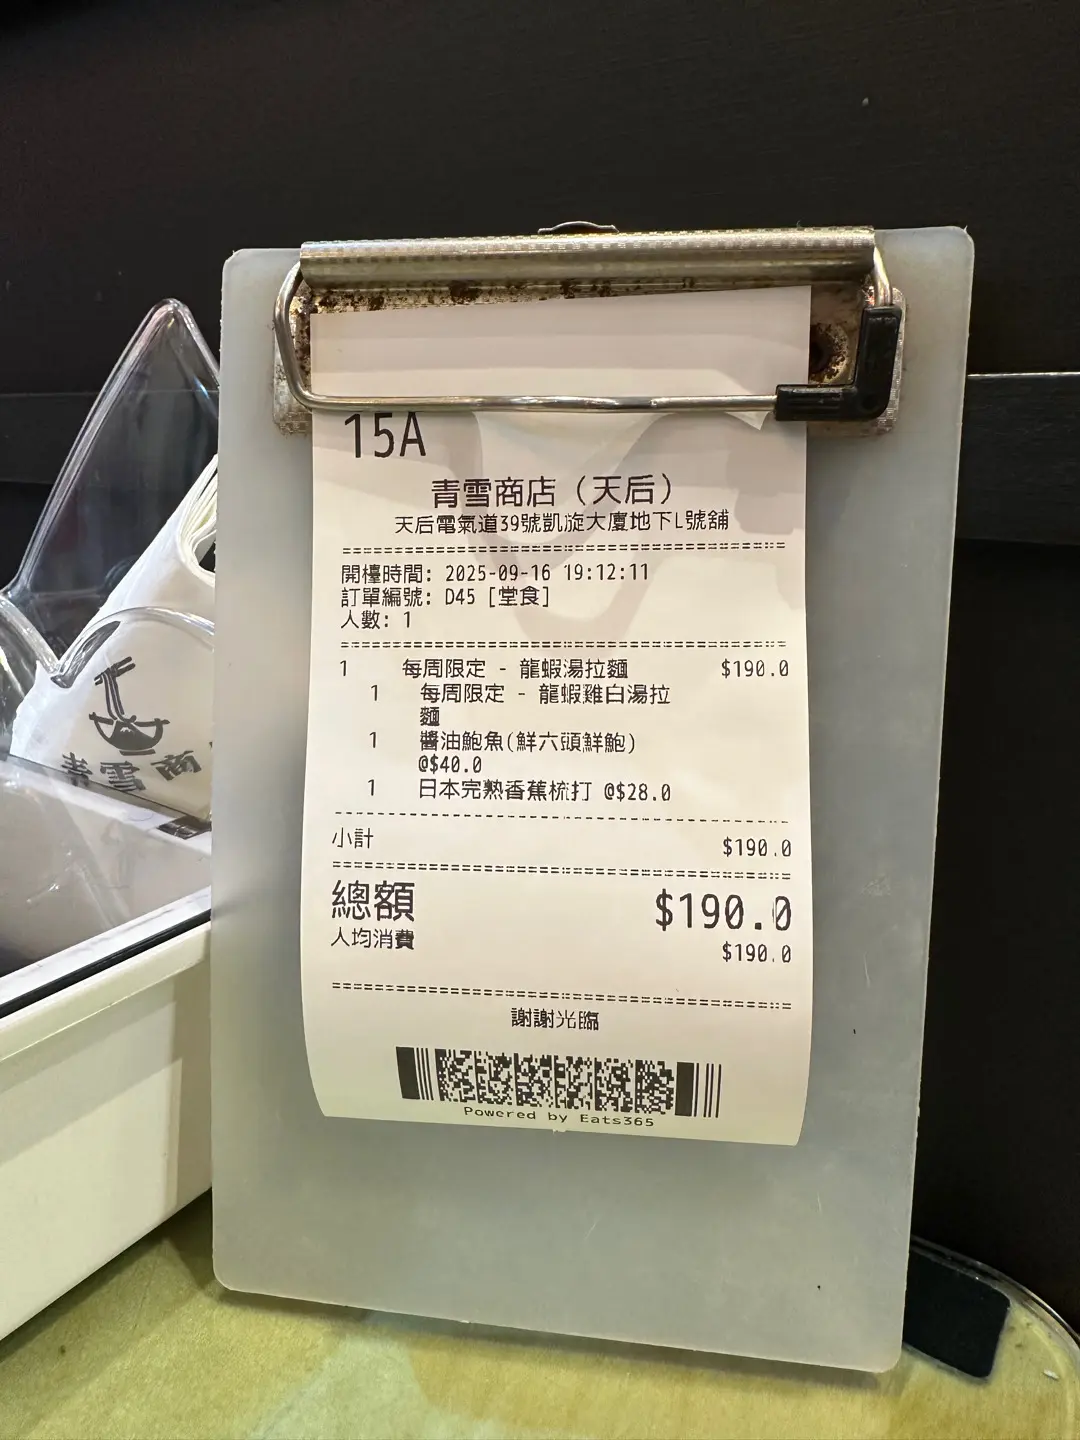 15A
青雪商店（天后）
天后電氣道39號凱旋大廈地下L號舖
開檯時間: 2025-09-16 19:12:11
訂單編號: D45 [堂食]
人數: 1
1 每周限定 - 龍蝦湯拉麵 $190.0
1 每周限定 - 龍蝦雞白湯拉
麵
1 醬油鮑魚(鮮六頭鮮鮑)
@$40.0
1 日本完熟香蕉梳打 @$28.0
小計 $190.0
總額 $190.0
人均消費 $190.0
謝謝光臨
Powered by Eats365
青雪商